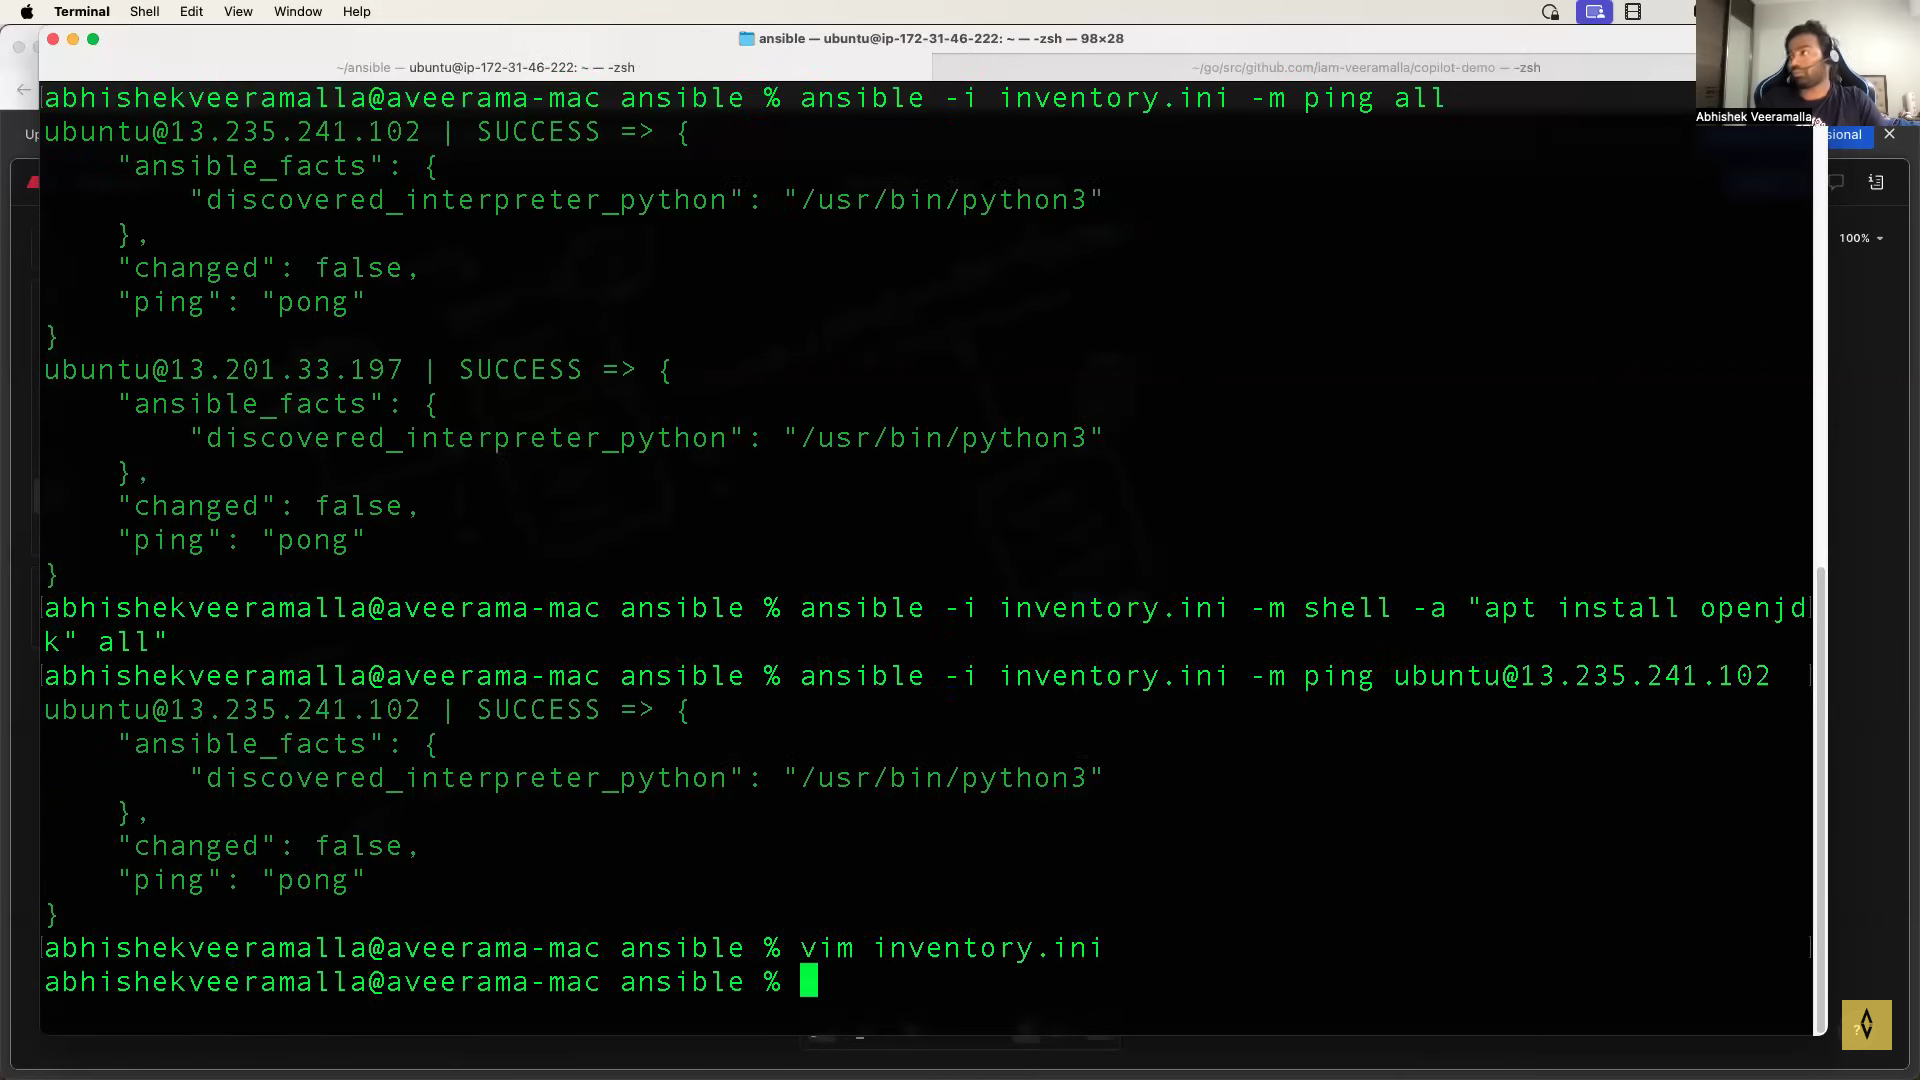 Terminal Shell Edit View Window Help
ansible — ubuntu@ip-172-31-46-222: ~ — -zsh — 98×28
~/ansible — ubuntu@ip-172-31-46-222: ~ — -zsh
~/go/src/github.com/iam-veeramalla/copilot-demo — -zsh
Abhishek Veeramalla
Up
sional
100%
abhishekveeramalla@aveerama-mac ansible % ansible -i inventory.ini -m ping all
ubuntu@13.235.241.102 | SUCCESS => {
    "ansible_facts": {
        "discovered_interpreter_python": "/usr/bin/python3"
    },
    "changed": false,
    "ping": "pong"
}
ubuntu@13.201.33.197 | SUCCESS => {
    "ansible_facts": {
        "discovered_interpreter_python": "/usr/bin/python3"
    },
    "changed": false,
    "ping": "pong"
}
abhishekveeramalla@aveerama-mac ansible % ansible -i inventory.ini -m shell -a "apt install openjd
k" all"
abhishekveeramalla@aveerama-mac ansible % ansible -i inventory.ini -m ping ubuntu@13.235.241.102
ubuntu@13.235.241.102 | SUCCESS => {
    "ansible_facts": {
        "discovered_interpreter_python": "/usr/bin/python3"
    },
    "changed": false,
    "ping": "pong"
}
abhishekveeramalla@aveerama-mac ansible % vim inventory.ini
abhishekveeramalla@aveerama-mac ansible %